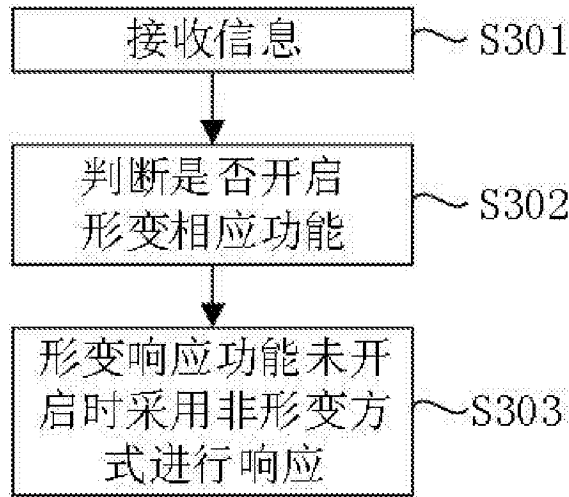 接收信息
S301
判断是否开启
形变相应功能
S302
形变响应功能未开
启时采用非形变方
式进行响应
S303